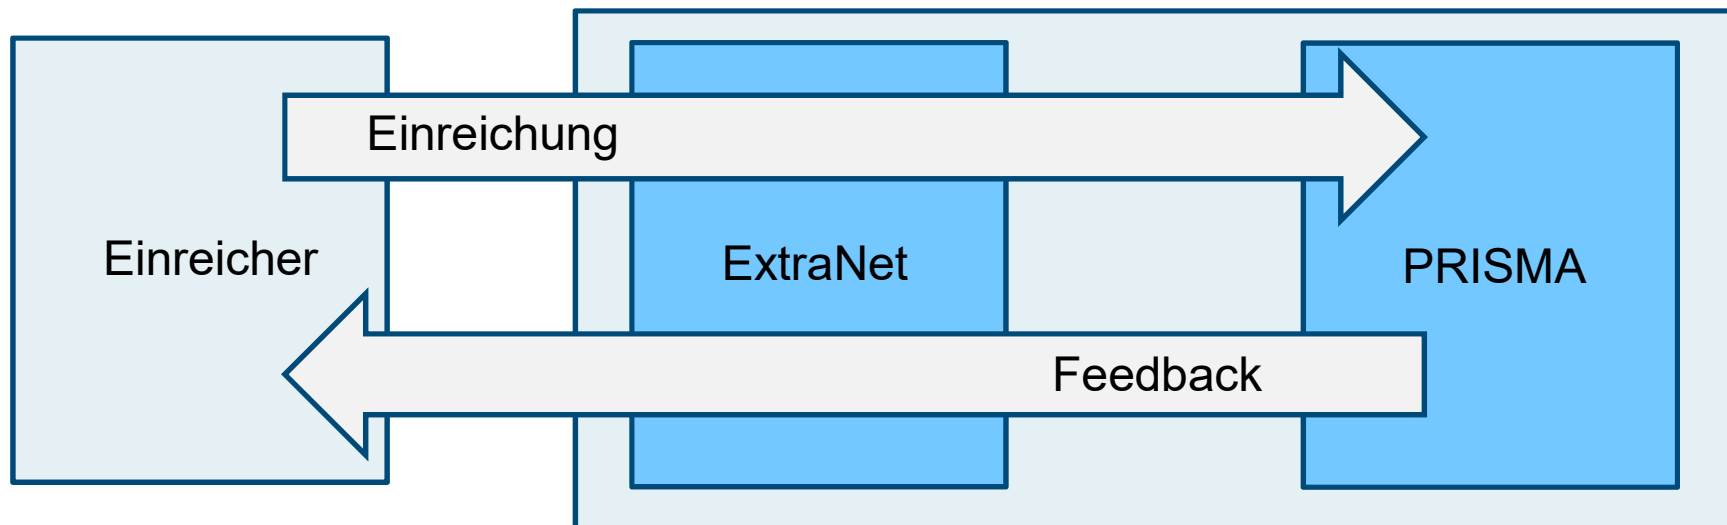 Einreichung
Einreicher
ExtraNet
PRISMA
Feedback